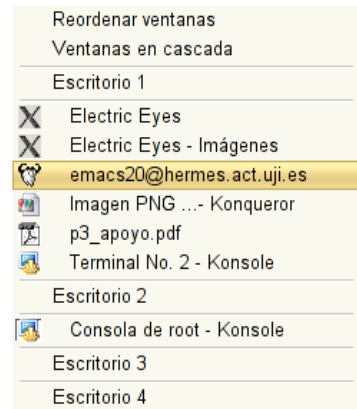 Reordenar ventanas
Ventanas en cascada
Escritorio 1
Electric Eyes
Electric Eyes - Imágenes
emacs20@hermes.act.uji.es
Imagen PNG ...- Konqueror
p3_apoyo.pdf
Terminal No. 2 - Konsole
Escritorio 2
Consola de root - Konsole
Escritorio 3
Escritorio 4